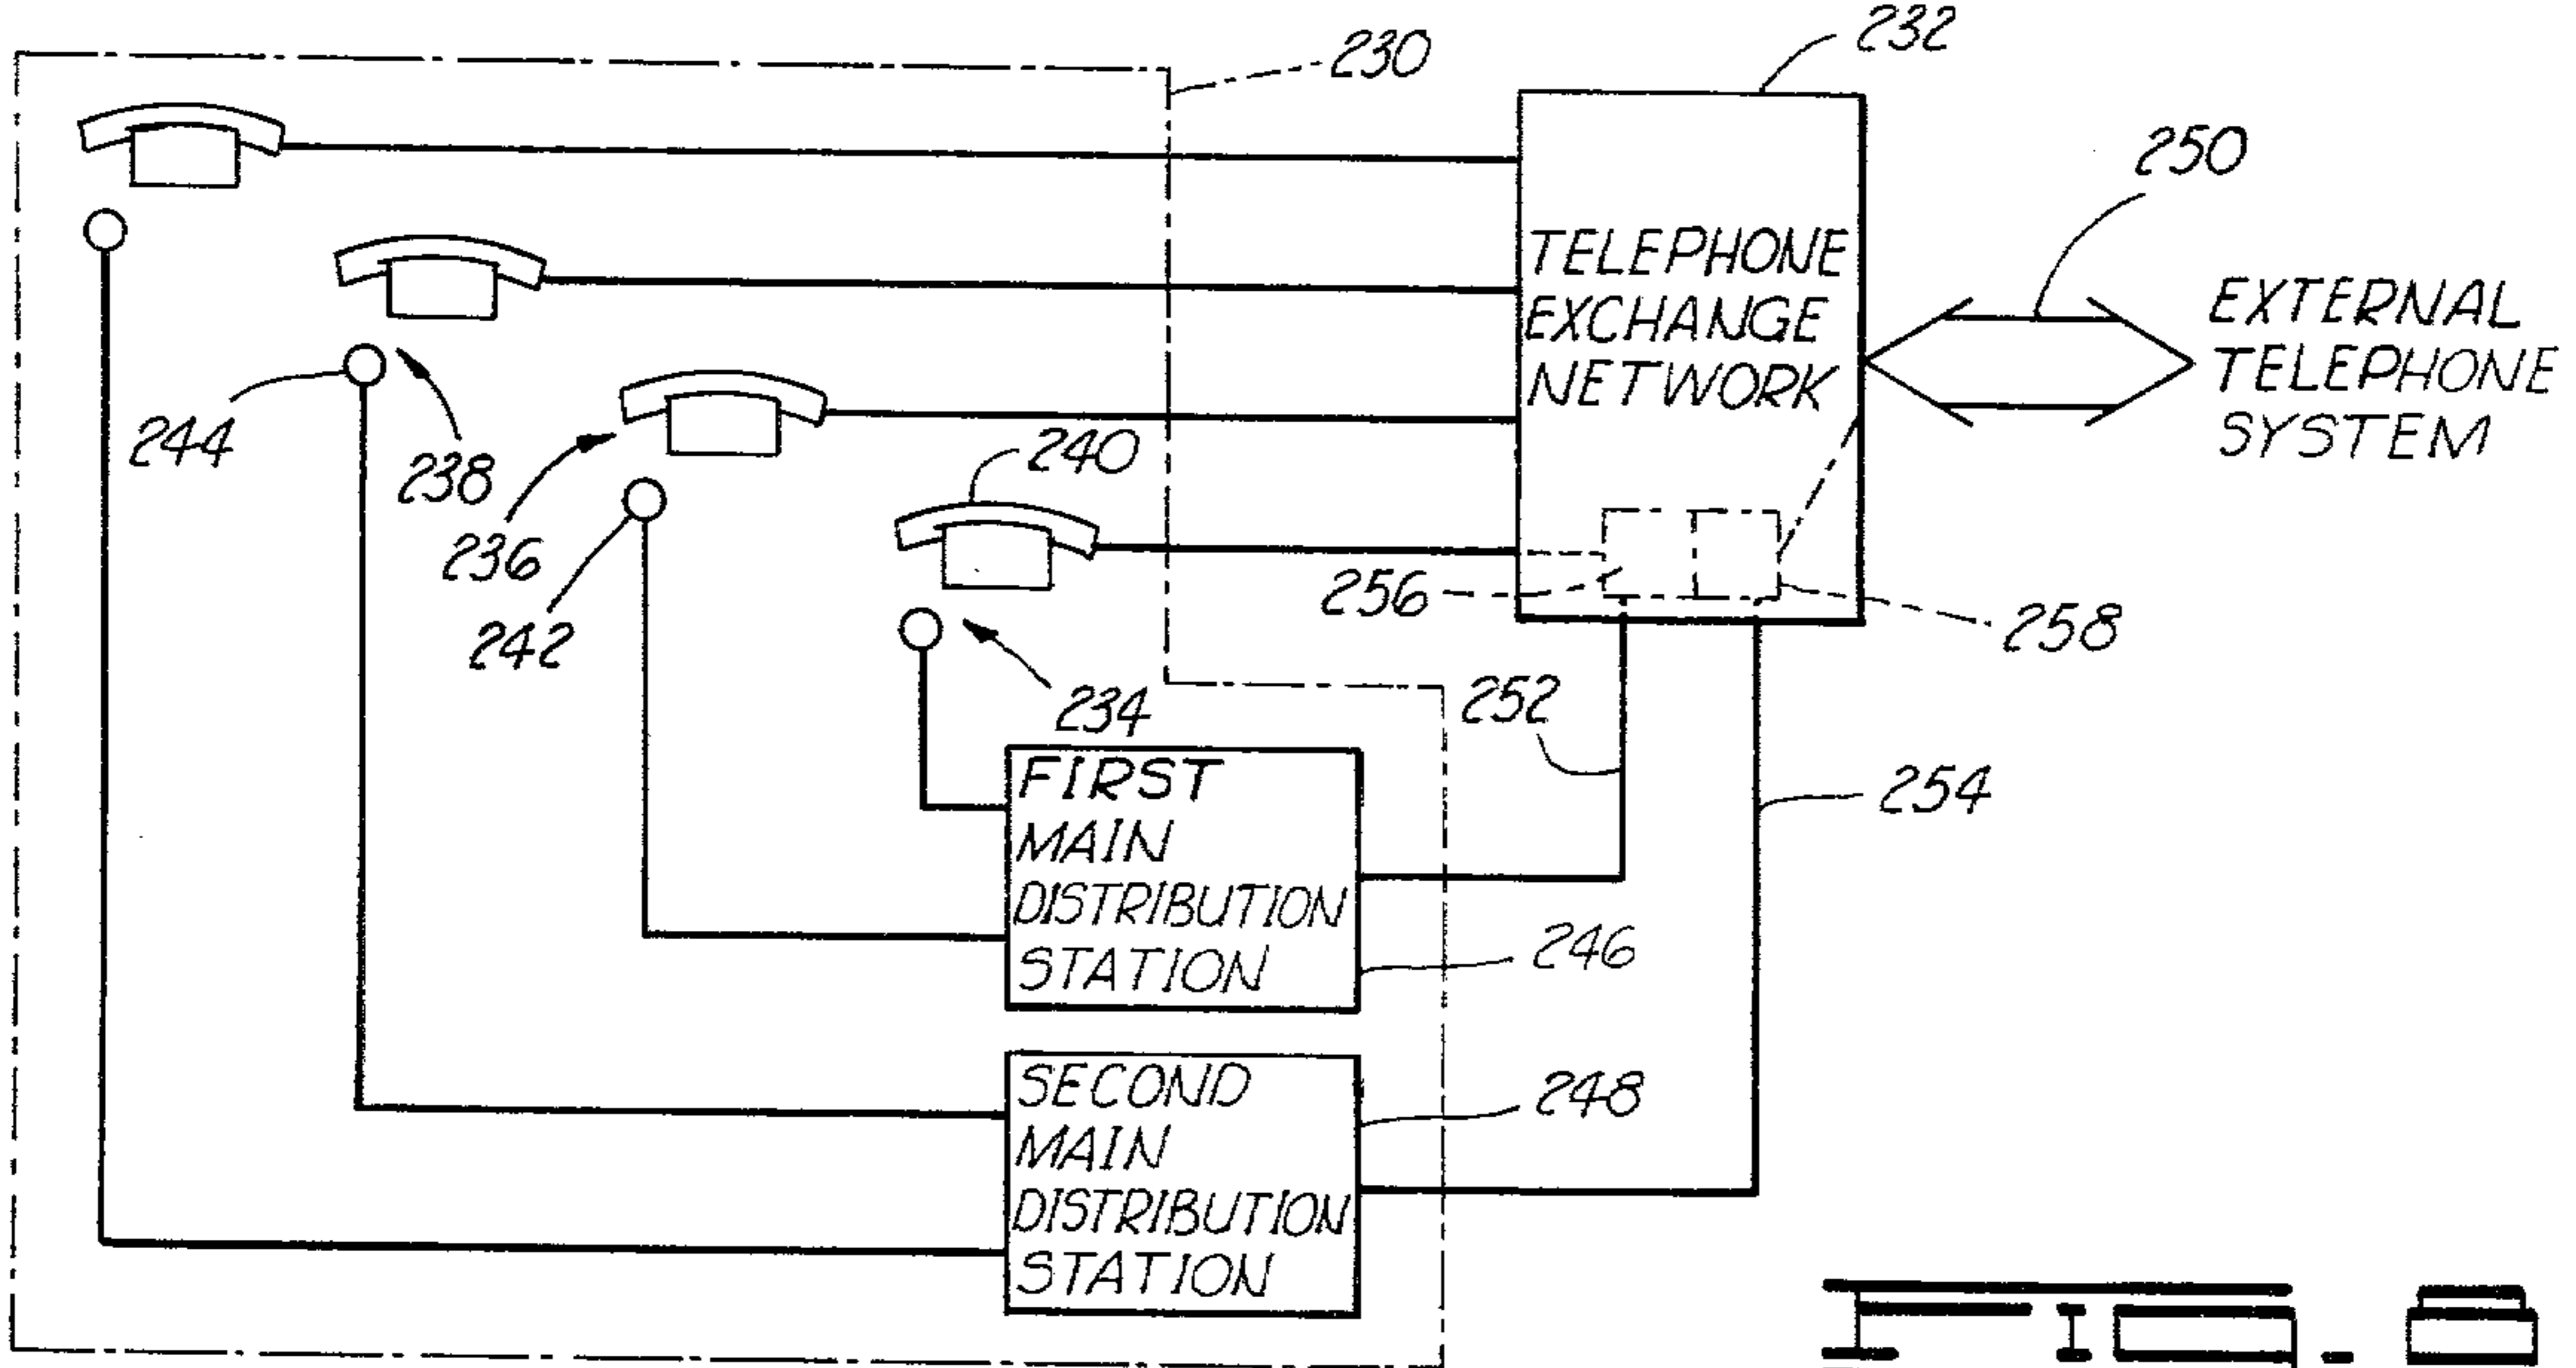 232
230
250
TELEPHONE
EXCHANGE
NETWORK
EXTERNAL
TELEPHONE
SYSTEM
244
238
240
236
242
256
258
234
252
254
FIRST
MAIN
DISTRIBUTION
STATION
246
SECOND
MAIN
DISTRIBUTION
STATION
248